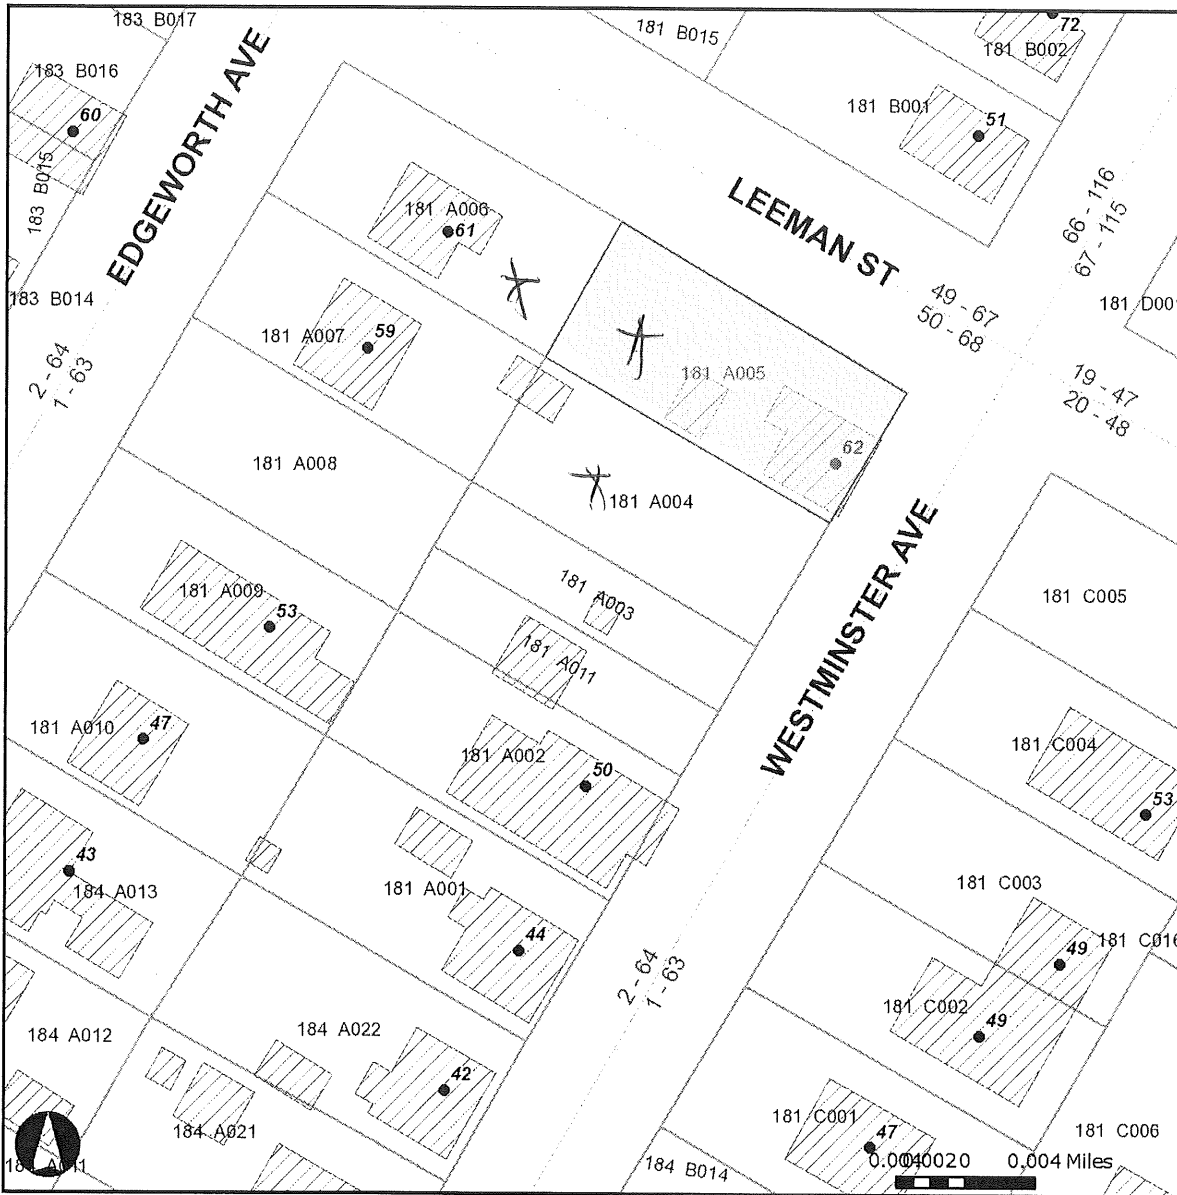 183 B017
181 B015
72
181 B002
183 B016
60
181 B001
51
EDGEWORTH AVE
183 B015
LEEMAN ST
66 - 116
67 - 115
181 A006
61
183 B014
49 - 67
50 - 68
181 D001
181 A007
59
2 - 64
1 - 63
181 A005
19 - 47
20 - 48
62
181 A008
181 A004
WESTMINSTER AVE
181 A009
53
181 A003
181 C005
181 A011
181 A010
47
181 A002
50
181 C004
53
43
184 A013
181 A001
181 C003
44
49
181 C016
2 - 64
1 - 63
181 C002
49
184 A012
184 A022
42
184 A021
181 C001
47
181 C006
184 B014
0.004 Miles